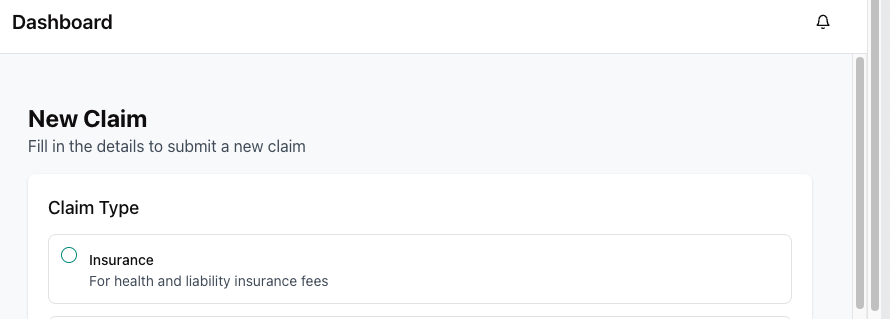 Dashboard
New Claim
Fill in the details to submit a new claim
Claim Type
Insurance
For health and liability insurance fees